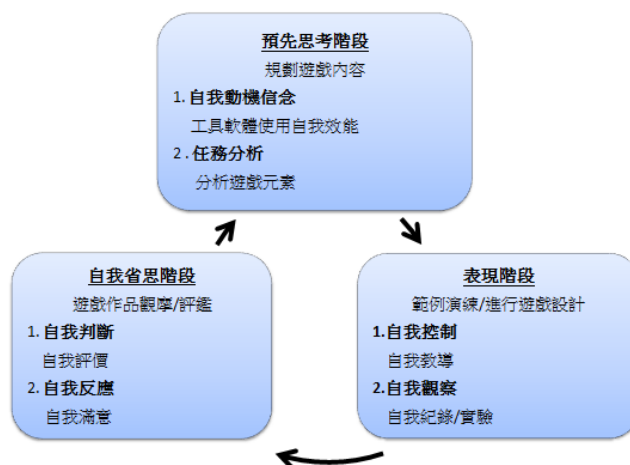 預先思考階段
規劃遊戲內容
1. 自我動機信念
工具軟體使用自我效能
2 . 任務分析
分析遊戲元素
自我省思階段
遊戲作品觀摩/評鑑
1. 自我判斷
自我評價
2. 自我反應
自我滿意
表現階段
範例演練/進行遊戲設計
1.自我控制
自我教導
2.自我觀察
自我紀錄/實驗